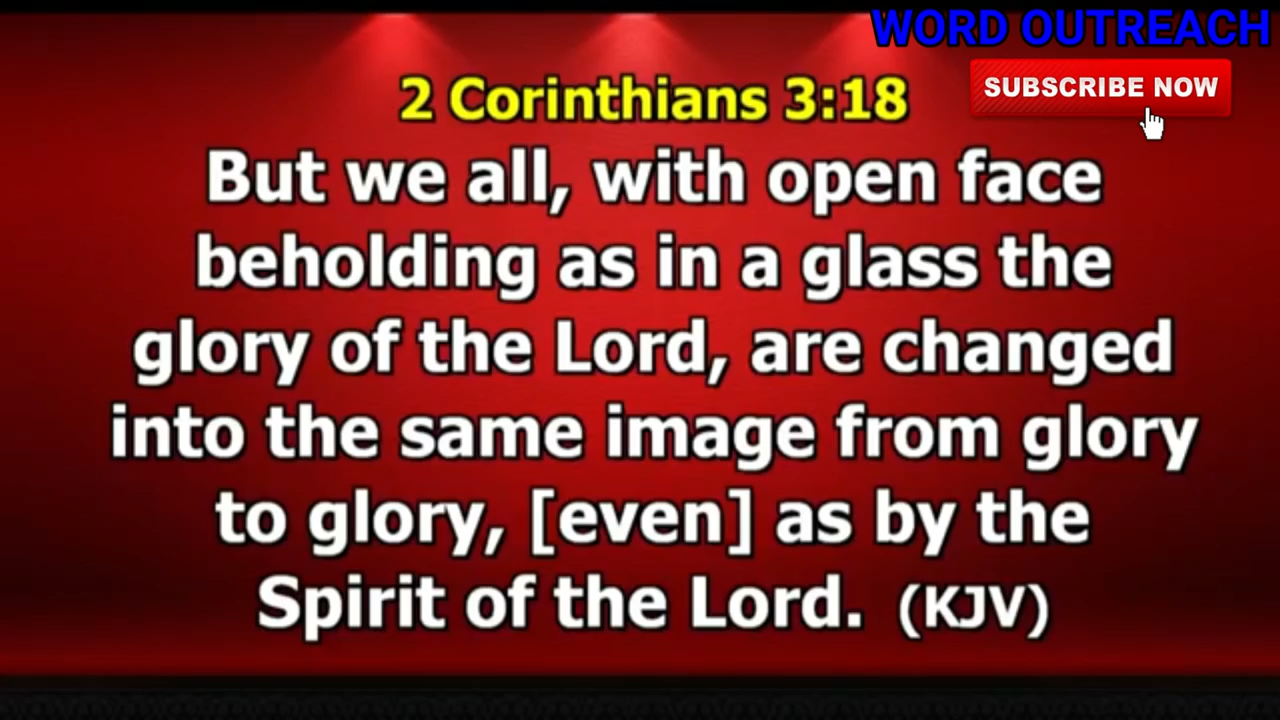 WORD OUTREACH
SUBSCRIBE NOW
2 Corinthians 3:18
But we all, with open face
beholding as in a glass the
glory of the Lord, are changed
into the same image from glory
to glory, [even] as by the
Spirit of the Lord. (KJV)